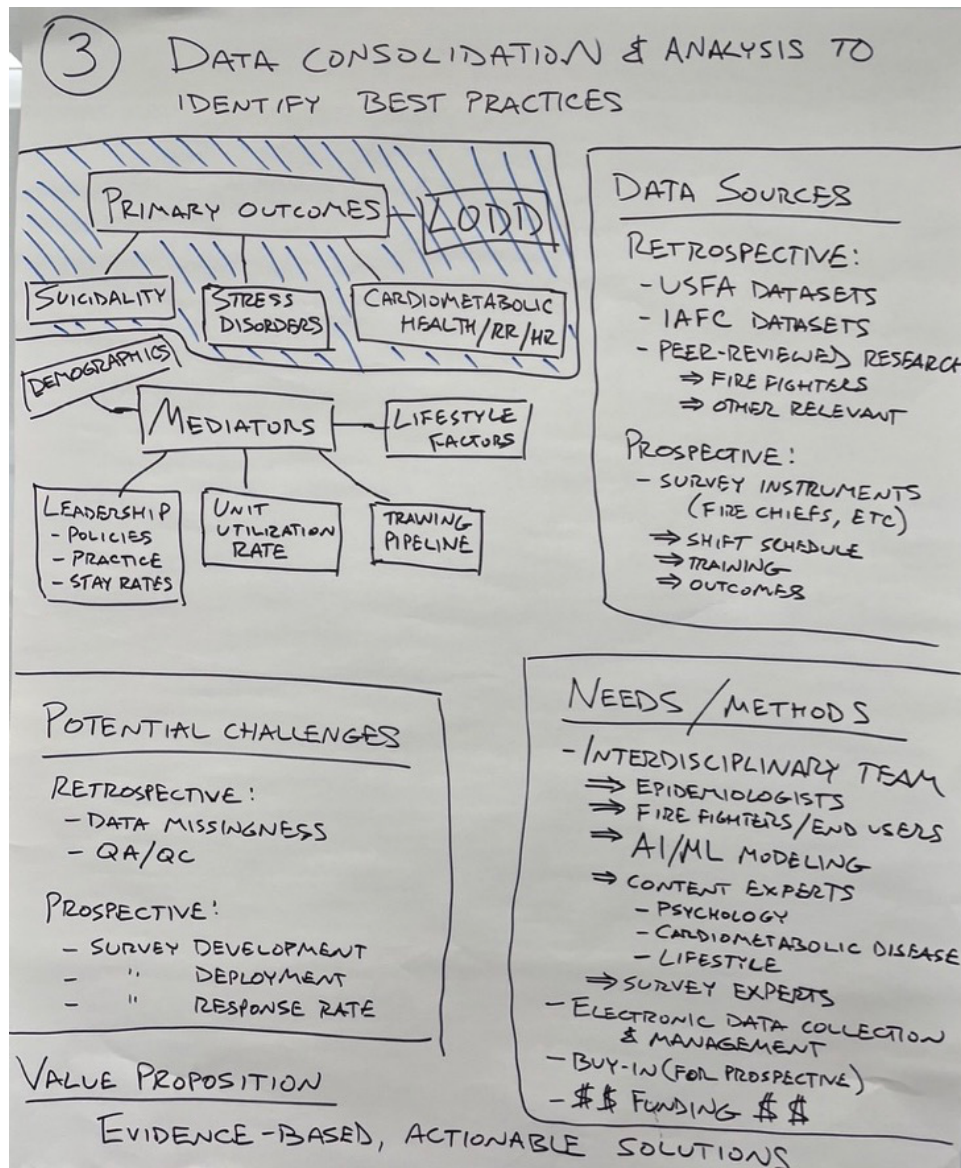 3 DATA CONSOLIDATION & ANALYSIS TO
IDENTIFY BEST PRACTICES
PRIMARY OUTCOMES
LODD
SUICIDALITY
STRESS
DISORDERS
CARDIOMETABOLIC
HEALTH/RR/HR
DEMOGRAPHICS
MEDIATORS
LIFESTYLE
FACTORS
LEADERSHIP
- POLICIES
- PRACTICE
- STAY RATES
UNIT
UTILIZATION
RATE
TRAINING
PIPELINE
DATA SOURCES
RETROSPECTIVE:
- USFA DATASETS
- IAFC DATASETS
- PEER-REVIEWED RESEARCH
⇒ FIRE FIGHTERS
⇒ OTHER RELEVANT
PROSPECTIVE:
- SURVEY INSTRUMENTS
(FIRE CHIEFS, ETC)
⇒ SHIFT SCHEDULE
⇒ TRAINING
⇒ OUTCOMES
POTENTIAL CHALLENGES
RETROSPECTIVE:
- DATA MISSINGNESS
- QA/QC
PROSPECTIVE:
- SURVEY DEVELOPMENT
- " DEPLOYMENT
- " RESPONSE RATE
NEEDS/METHODS
- INTERDISCIPLINARY TEAM
⇒ EPIDEMIOLOGISTS
⇒ FIRE FIGHTERS/END USERS
⇒ AI/ML MODELING
⇒ CONTENT EXPERTS
- PSYCHOLOGY
- CARDIOMETABOLIC DISEASE
- LIFESTYLE
⇒ SURVEY EXPERTS
- ELECTRONIC DATA COLLECTION
& MANAGEMENT
- BUY-IN (FOR PROSPECTIVE)
- $$ FUNDING $$
VALUE PROPOSITION
EVIDENCE-BASED, ACTIONABLE SOLUTIONS